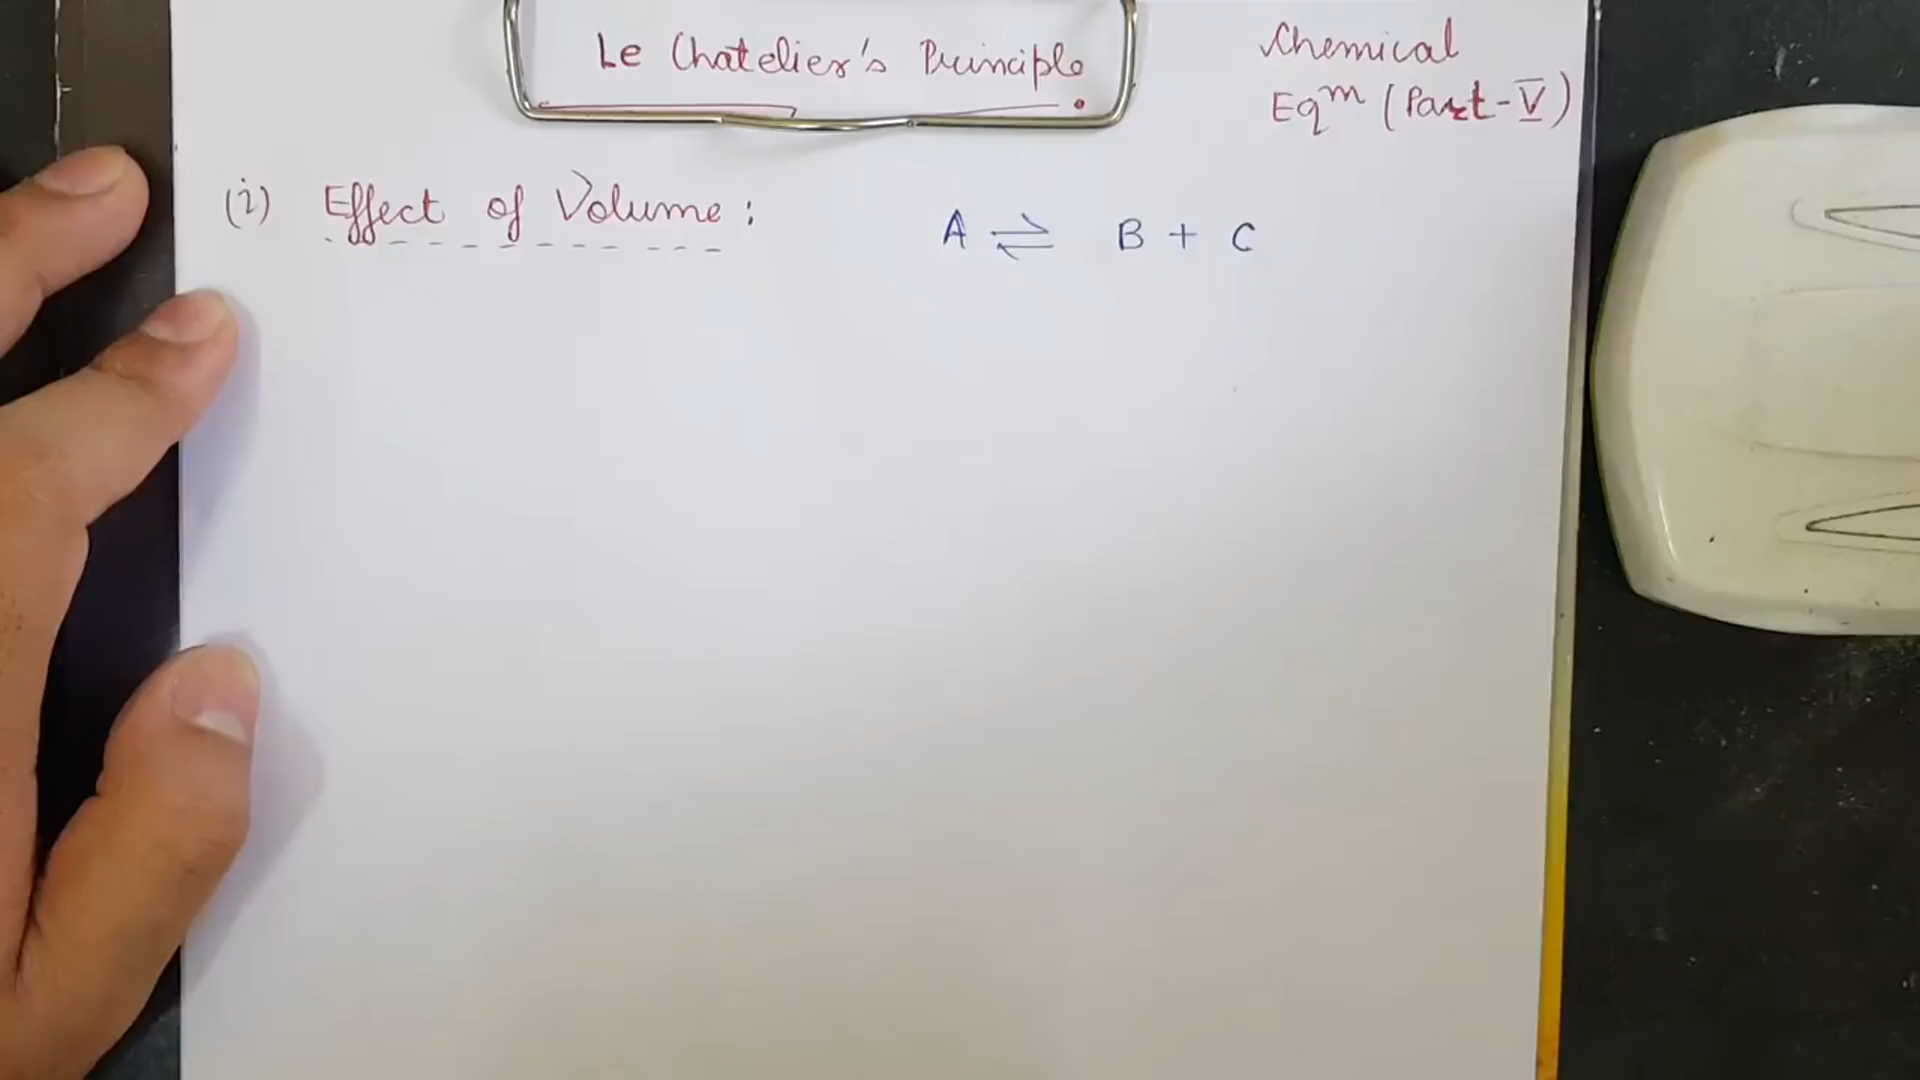 Le Chatelier's Principle
Chemical
Eqm (Part-V)
(i) Effect of Volume :
A ⇌ B + C